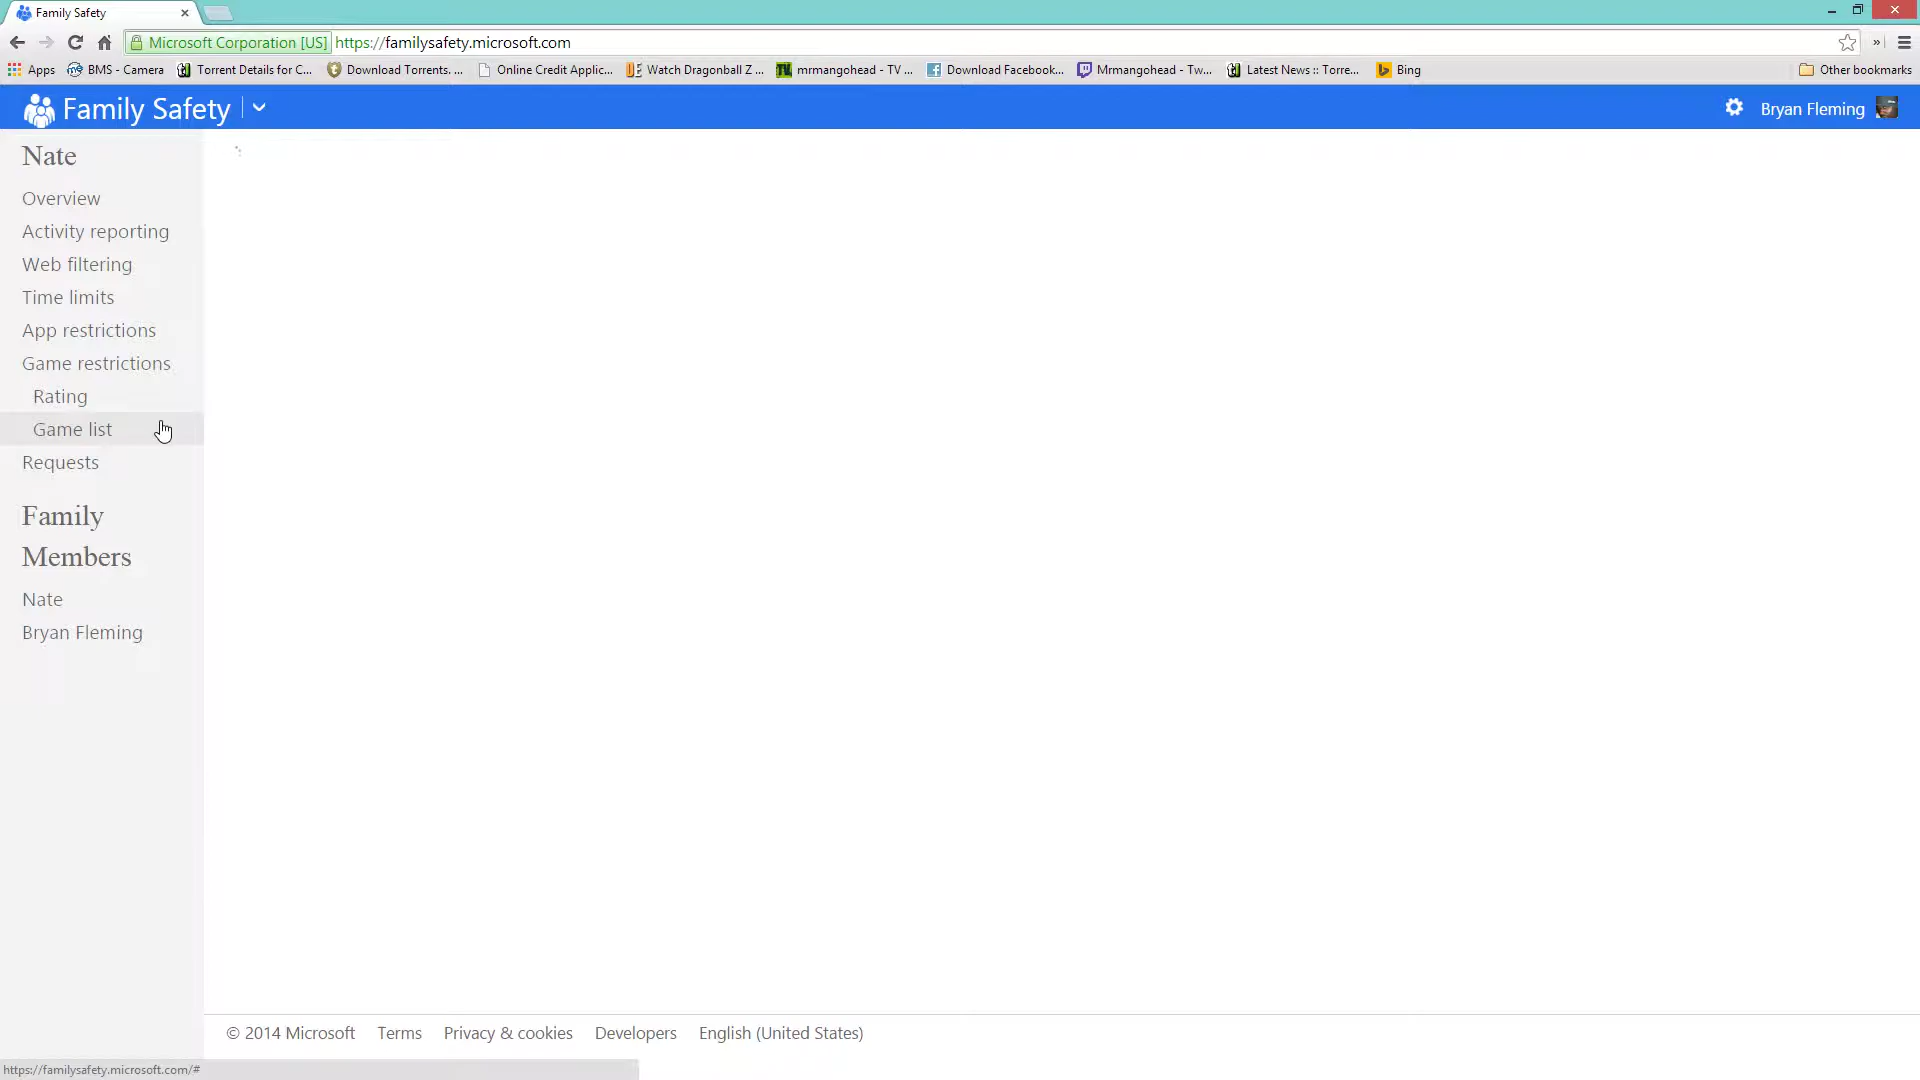 Family Safety
Microsoft Corporation [US] https://familysafety.microsoft.com
Apps BMS - Camera Torrent Details for C... Download Torrents. ... Online Credit Applic... Watch Dragonball Z ... mrmangohead - TV ... Download Facebook... Mrmangohead - Tw... Latest News :: Torre... Bing Other bookmarks
Family Safety Bryan Fleming
Nate
Overview
Activity reporting
Web filtering
Time limits
App restrictions
Game restrictions
Rating
Game list
Requests
Family
Members
Nate
Bryan Fleming
© 2014 Microsoft Terms Privacy & cookies Developers English (United States)
https://familysafety.microsoft.com/#